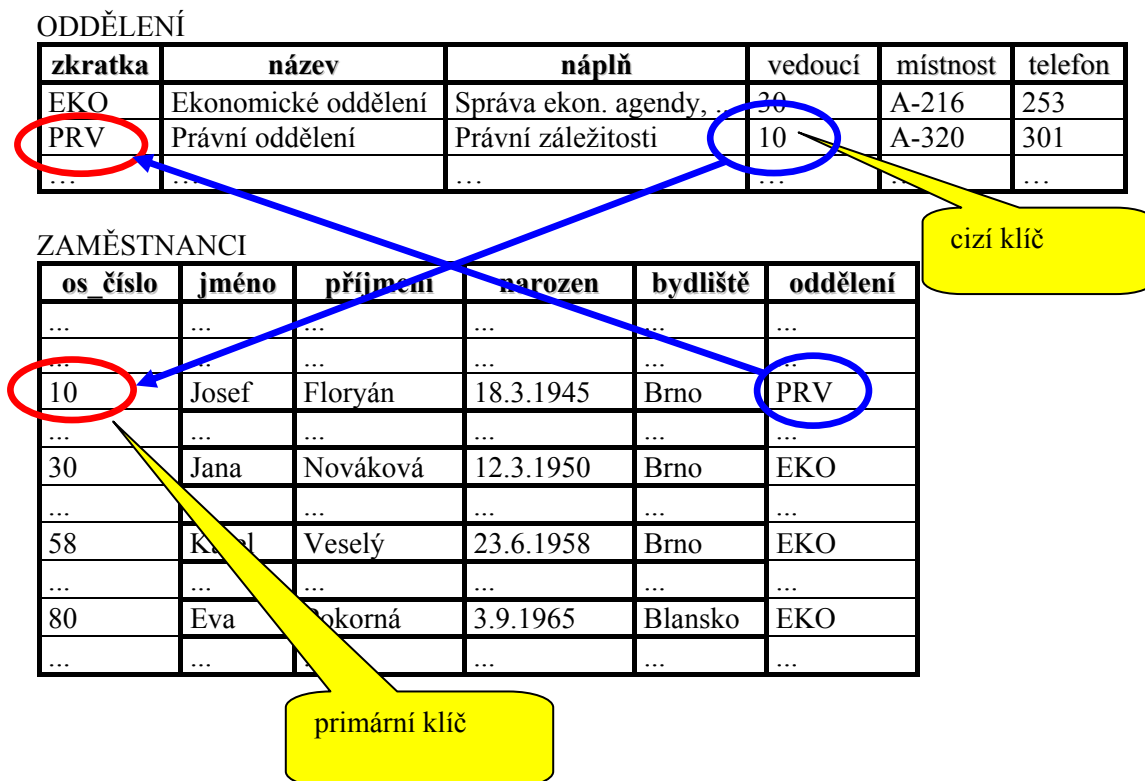 ODDĚLENÍ
zkratka název náplň vedoucí místnost telefon
EKO Ekonomické oddělení Správa ekon. agendy, ... 30 A-216 253
PRV Právní oddělení Právní záležitosti 10 A-320 301
... ... ... ... ... ...
cizí klíč
ZAMĚSTNANCI
os_číslo jméno příjmení narozen bydliště oddělení
... ... ... ... ... ...
... ... ... ... ... ...
10 Josef Floryán 18.3.1945 Brno PRV
... ... ... ... ... ...
30 Jana Nováková 12.3.1950 Brno EKO
... ... ... ... ...
58 Karel Veselý 23.6.1958 Brno EKO
... ... ... ... ... ...
80 Eva Pokorná 3.9.1965 Blansko EKO
... ... ... ... ... ...
primární klíč